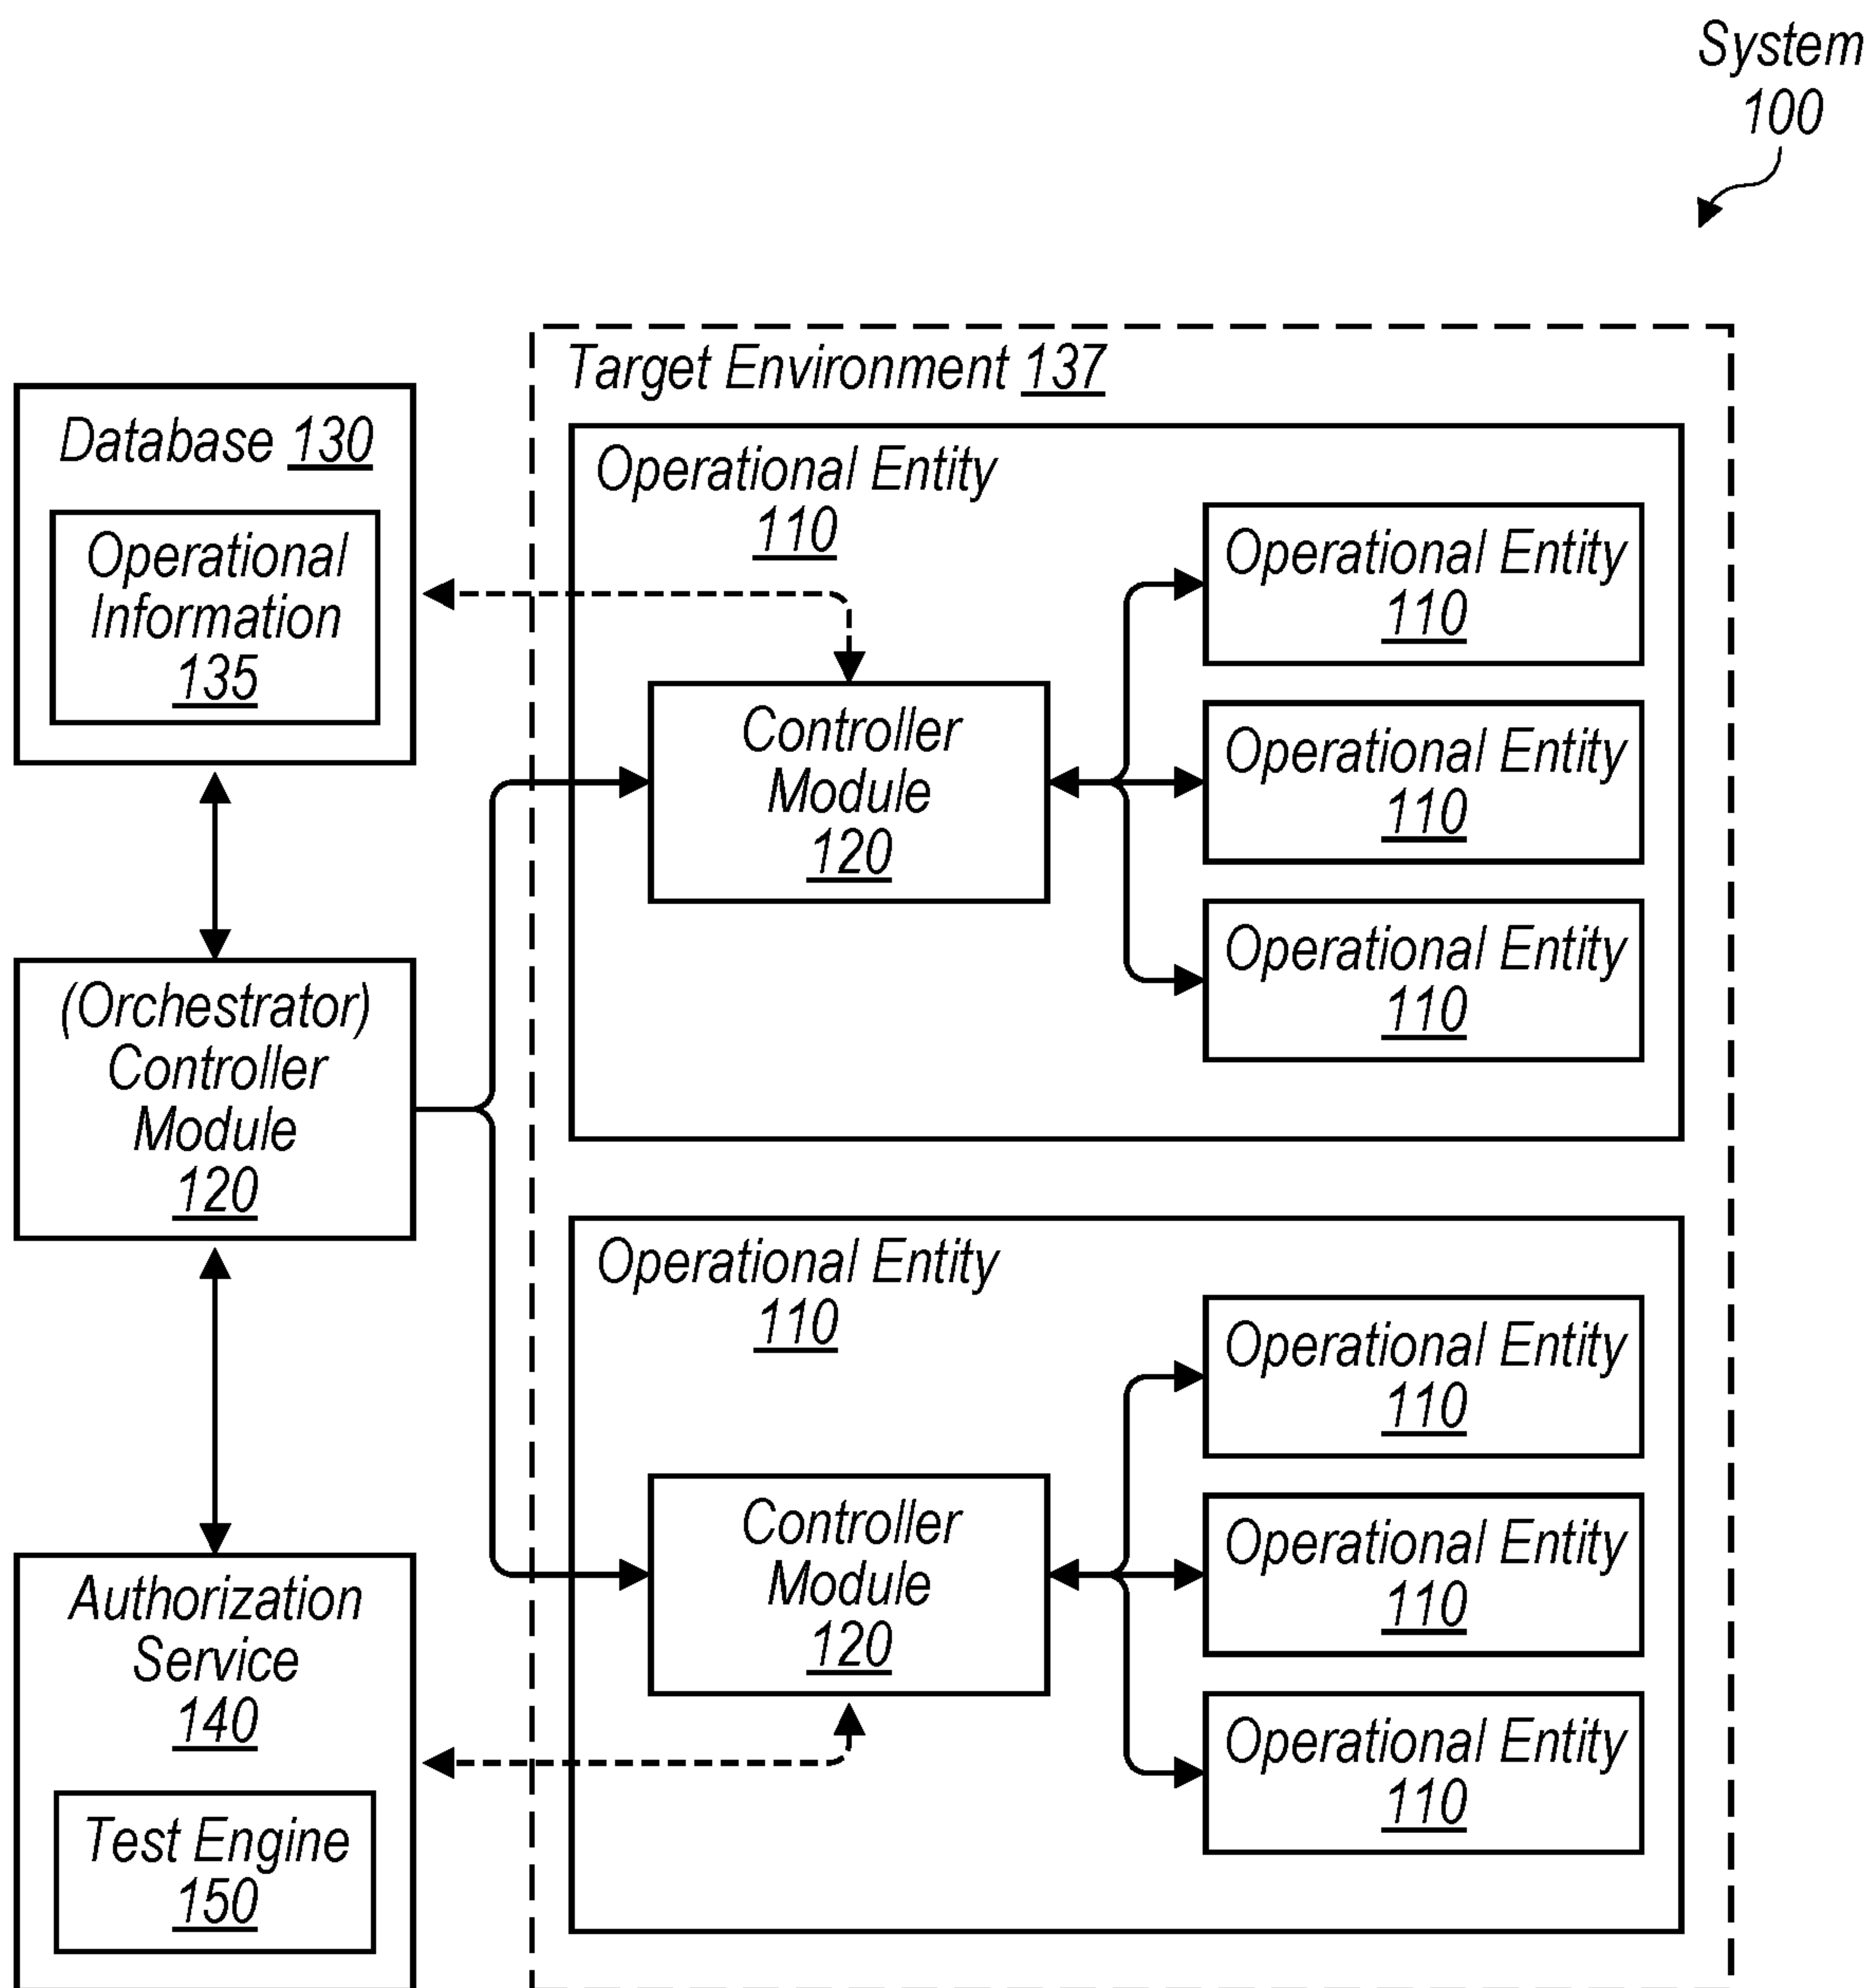 System
100
Database 130
Operational
Information
135
(Orchestrator)
Controller
Module
120
Authorization
Service
140
Test Engine
150
Target Environment 137
Operational Entity
110
Controller
Module
120
Operational Entity
110
Operational Entity
110
Operational Entity
110
Operational Entity
110
Controller
Module
120
Operational Entity
110
Operational Entity
110
Operational Entity
110